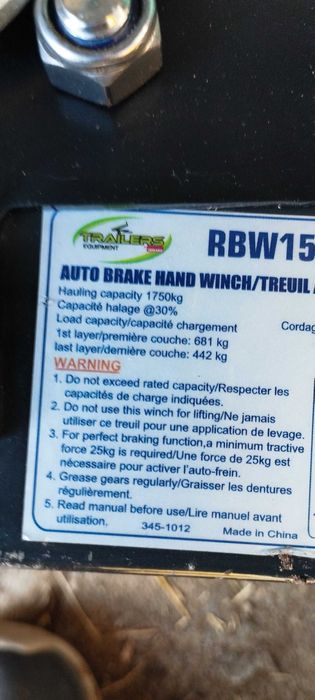 TRAILERS
EQUIPMENT
RBW15
AUTO BRAKE HAND WINCH/TREUIL
Hauling capacity 1750kg
Capacité halage @30%
Load capacity/capacité chargement Cordag
1st layer/première couche: 681 kg
last layer/dernière couche: 442 kg
WARNING
1. Do not exceed rated capacity/Respecter les
capacités de charge indiquées.
2. Do not use this winch for lifting/Ne jamais
utiliser ce treuil pour une application de levage.
3. For perfect braking function,a minimum tractive
force 25kg is required/Une force de 25kg est
nécessaire pour activer l'auto-frein.
4. Grease gears regularly/Graisser les dentures
régulièrement.
5. Read manual before use/Lire manuel avant
utilisation. 345-1012 Made in China